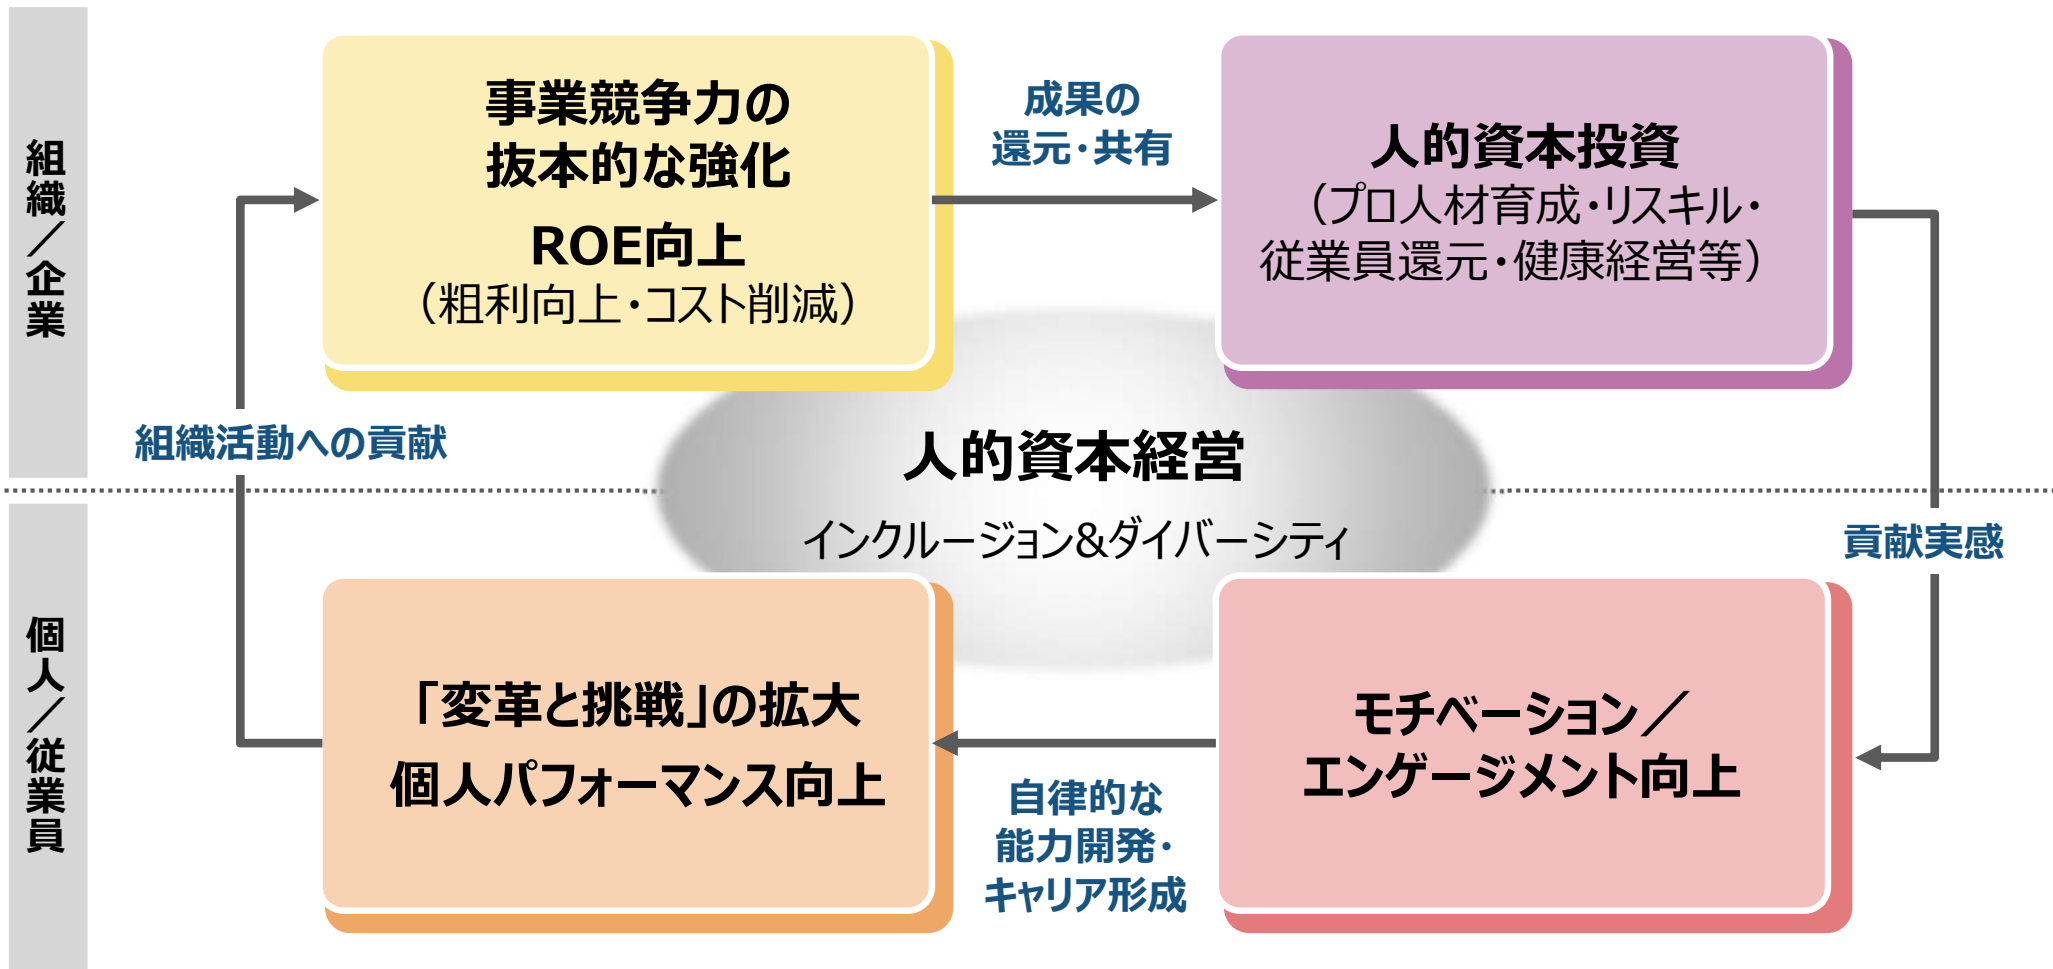 組織／企業
事業競争力の
抜本的な強化
ROE向上
（粗利向上・コスト削減）
成果の
還元・共有
人的資本投資
（プロ人材育成・リスキル・
従業員還元・健康経営等）
組織活動への貢献
人的資本経営
インクルージョン&ダイバーシティ
貢献実感
個人／従業員
「変革と挑戦」の拡大
個人パフォーマンス向上
自律的な
能力開発・
キャリア形成
モチベーション／
エンゲージメント向上